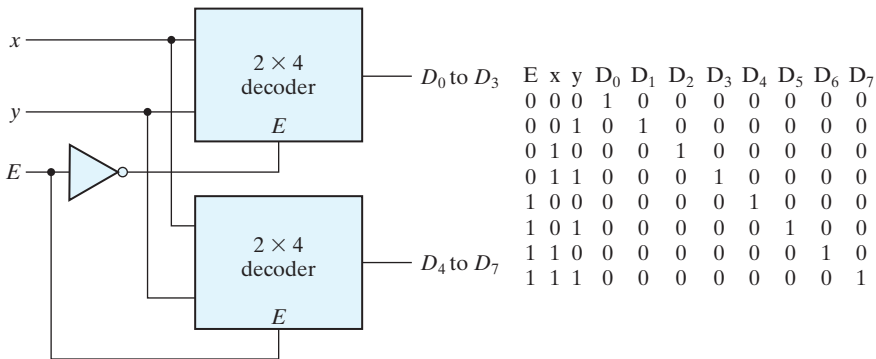 x
2 × 4
decoder
E
D₀ to D₃
y
E
2 × 4
decoder
E
D₄ to D₇
E x y D₀ D₁ D₂ D₃ D₄ D₅ D₆ D₇
0 0 0 1 0 0 0 0 0 0 0
0 0 1 0 1 0 0 0 0 0 0
0 1 0 0 0 1 0 0 0 0 0
0 1 1 0 0 0 1 0 0 0 0
1 0 0 0 0 0 0 1 0 0 0
1 0 1 0 0 0 0 0 1 0 0
1 1 0 0 0 0 0 0 0 1 0
1 1 1 0 0 0 0 0 0 0 1